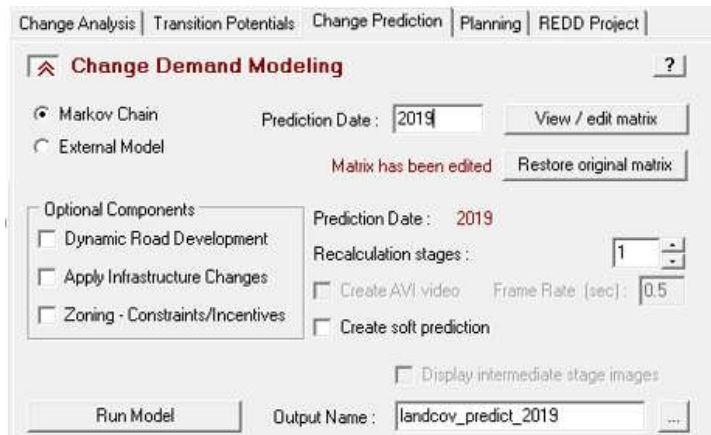 Change Analysis | Transition Potentials | Change Prediction | Planning | REDD Project
Change Demand Modeling ?
Markov Chain Prediction Date : 2019 View / edit matrix
External Model
Matrix has been edited Restore original matrix
Optional Components
Prediction Date : 2019
Dynamic Road Development
Recalculation stages : 1
Apply Infrastructure Changes
Create AVI video Frame Rate (sec) : 0.5
Zoning - Constraints/Incentives
Create soft prediction
Display intermediate stage images
Run Model Output Name : landcov_predict_2019 ...